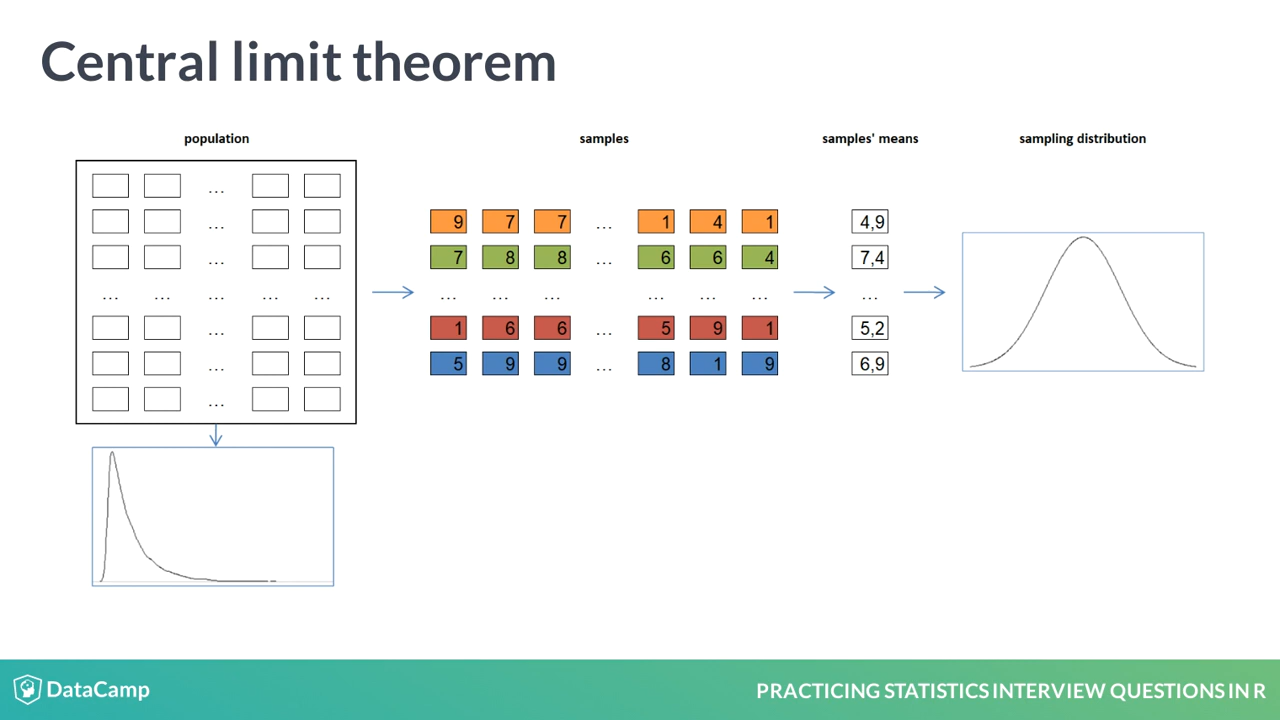 Central limit theorem
population
samples
samples' means
sampling distribution
...
...
...
... ... ... ... ...
...
...
...
9 7 7 ... 1 4 1
7 8 8 ... 6 6 4
... ... ... ... ... ...
1 6 6 ... 5 9 1
5 9 9 ... 8 1 9
4,9
7,4
...
5,2
6,9
DataCamp
PRACTICING STATISTICS INTERVIEW QUESTIONS IN R